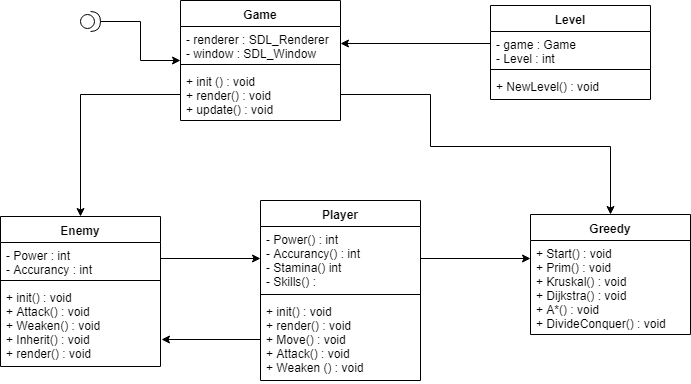 Game
- renderer : SDL_Renderer
- window : SDL_Window
+ init () : void
+ render() : void
+ update() : void
Level
- game : Game
- Level : int
+ NewLevel() : void
Enemy
- Power : int
- Accurancy : int
+ init() : void
+ Attack() : void
+ Weaken() : void
+ Inherit() : void
+ render() : void
Player
- Power() : int
- Accurancy() : int
- Stamina() int
- Skills() :
+ init() : void
+ render() : void
+ Move() : void
+ Attack() : void
+ Weaken () : void
Greedy
+ Start() : void
+ Prim() : void
+ Kruskal() : void
+ Dijkstra() : void
+ A*() : void
+ DivideConquer() : void